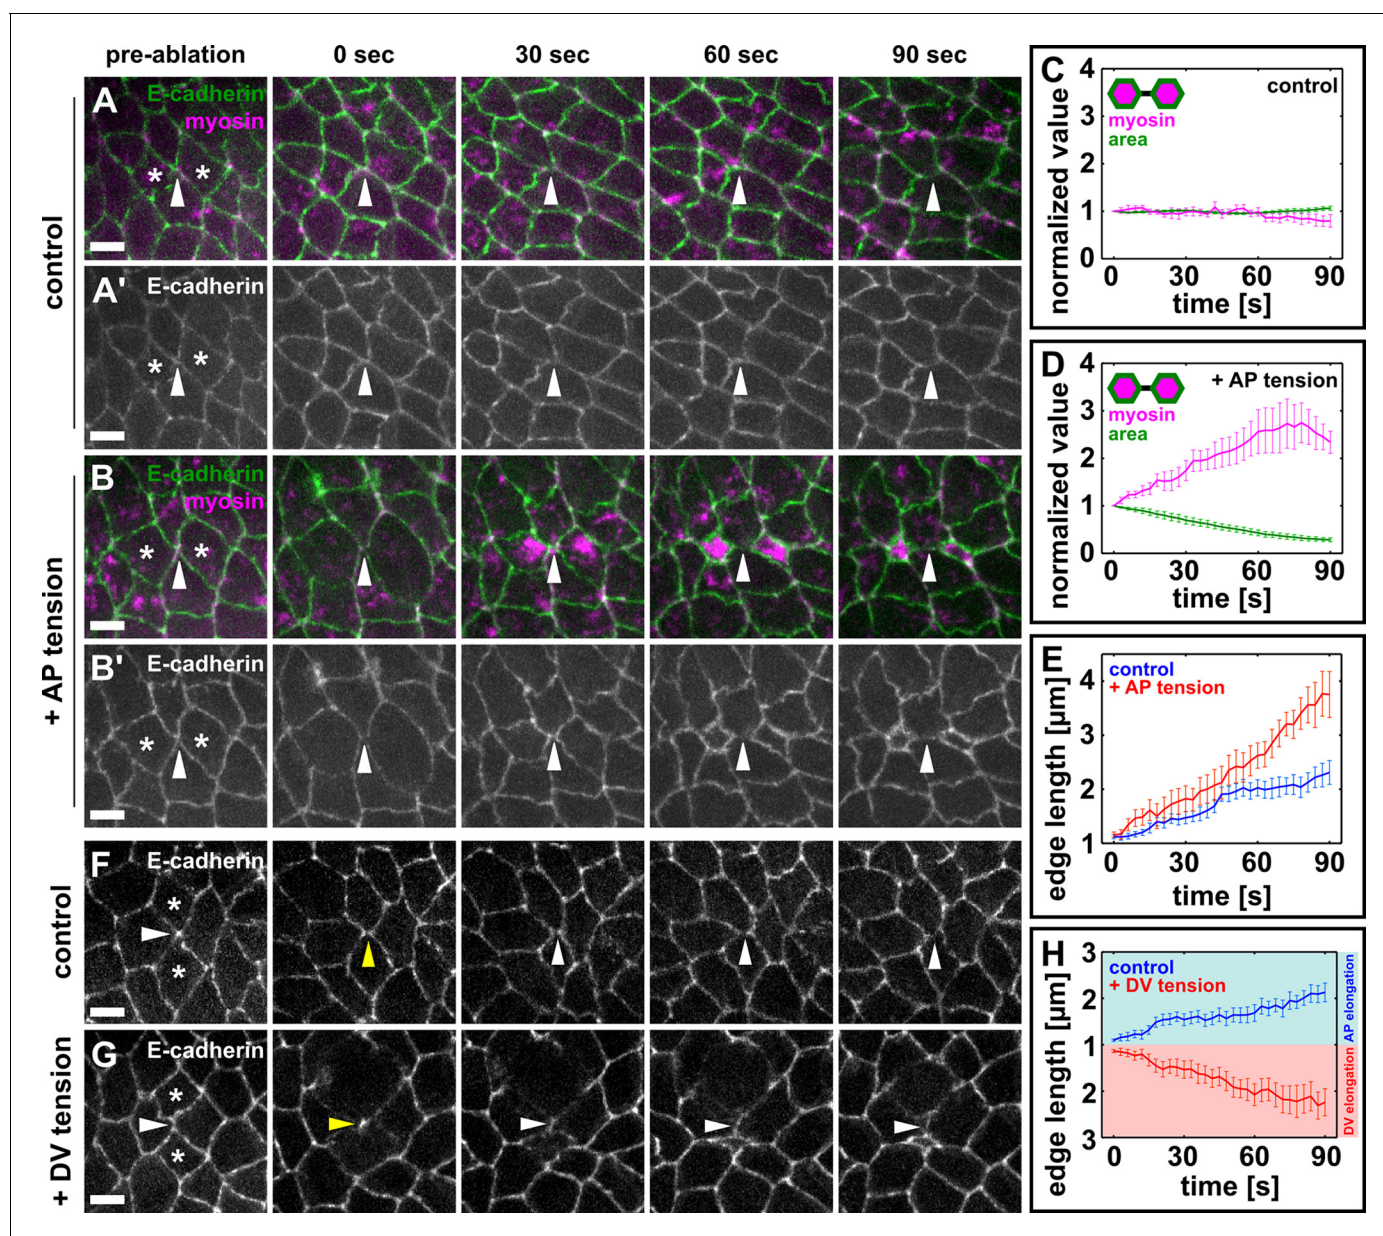 pre-ablation 0 sec 30 sec 60 sec 90 sec
control
A E-cadherin
myosin
* *
A' E-cadherin
* *
+ AP tension
B E-cadherin
myosin
* *
B' E-cadherin
* *
control
F E-cadherin
*
*
+ DV tension
G E-cadherin
*
*
C
control
myosin
area
normalized value
4
3
2
1
0
0 30 60 90
time [s]
D
+ AP tension
myosin
area
normalized value
4
3
2
1
0
0 30 60 90
time [s]
E
control
+ AP tension
edge length [µm]
4
3
2
1
0 30 60 90
time [s]
H
control
+ DV tension
edge length [µm]
3
2
1
2
3
AP elongation
DV elongation
0 30 60 90
time [s]